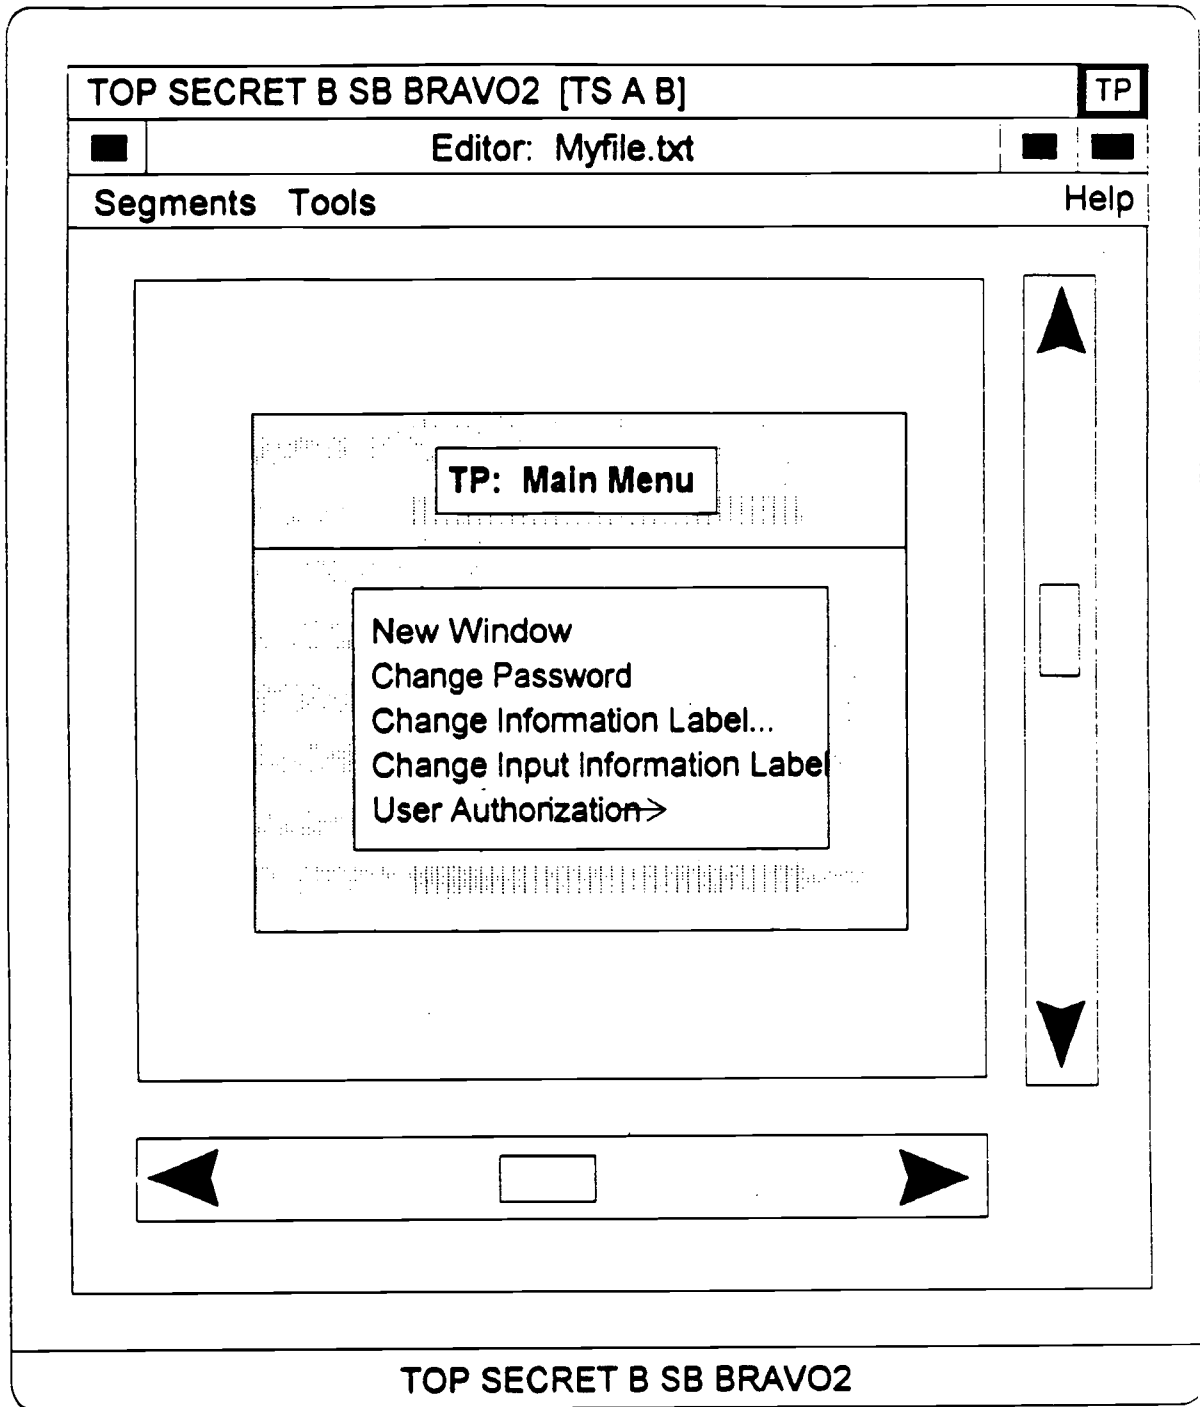 TOP SECRET B SB BRAVO2 [TS A B]
TP
Editor: Myfile.txt
Segments Tools Help
TP: Main Menu
New Window
Change Password
Change Information Label...
Change Input Information Label
User Authorization
TOP SECRET B SB BRAVO2